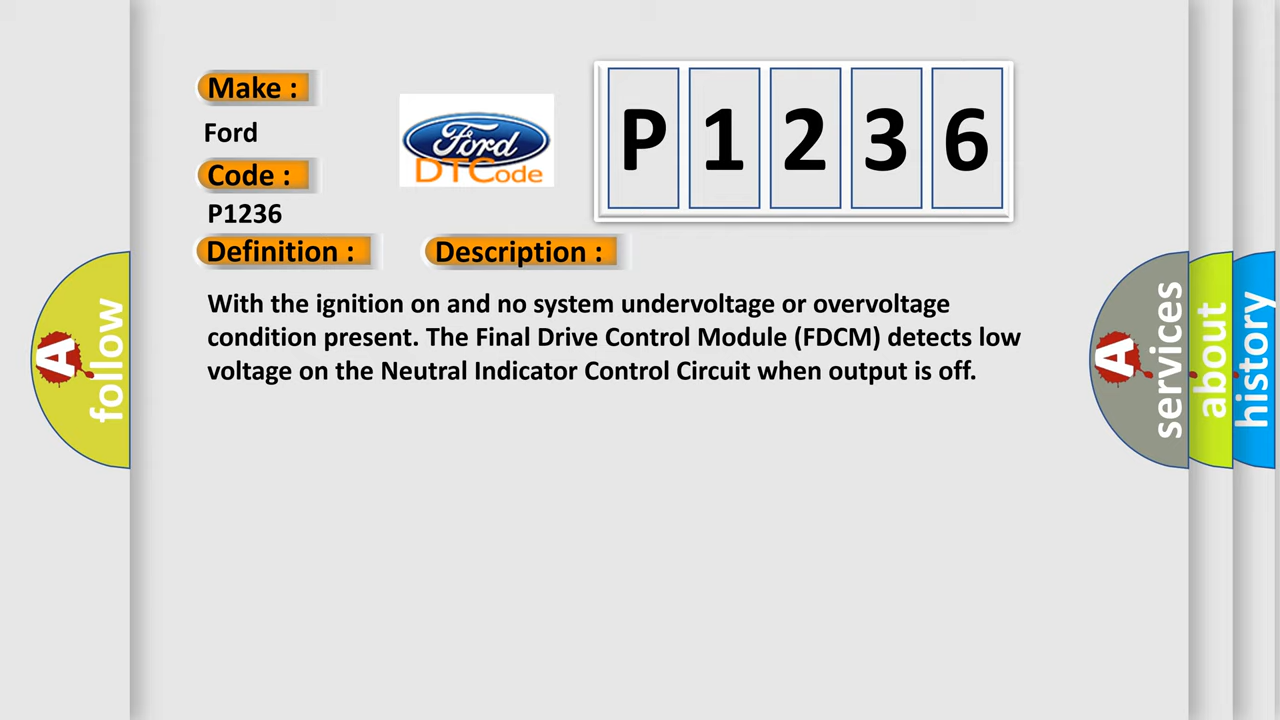 Make :
Ford
Code :
P1236
Definition :
Description :
Ford
DTCode
P 1 2 3 6
With the ignition on and no system undervoltage or overvoltage
condition present. The Final Drive Control Module (FDCM) detects low
voltage on the Neutral Indicator Control Circuit when output is off.
A
follow
A
services
about
history